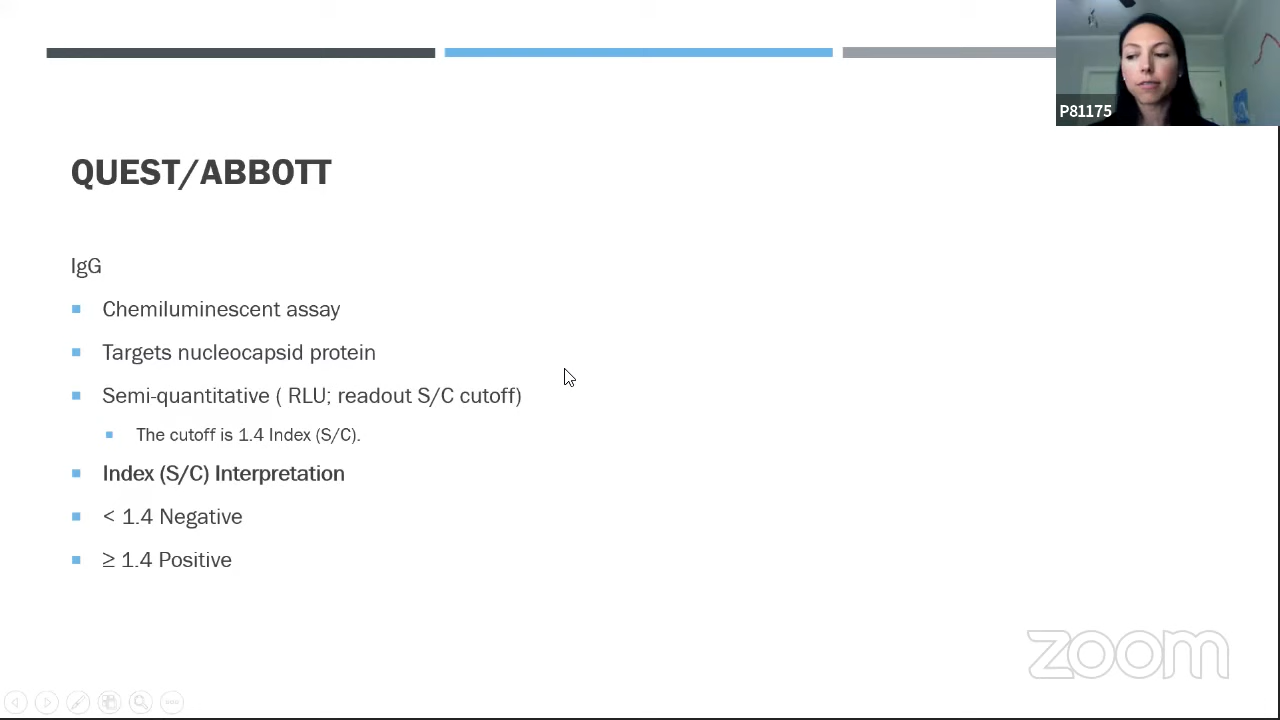 P81175
QUEST/ABBOTT
IgG
Chemiluminescent assay
Targets nucleocapsid protein
Semi-quantitative ( RLU; readout S/C cutoff)
The cutoff is 1.4 Index (S/C).
Index (S/C) Interpretation
< 1.4 Negative
≥ 1.4 Positive
zoom